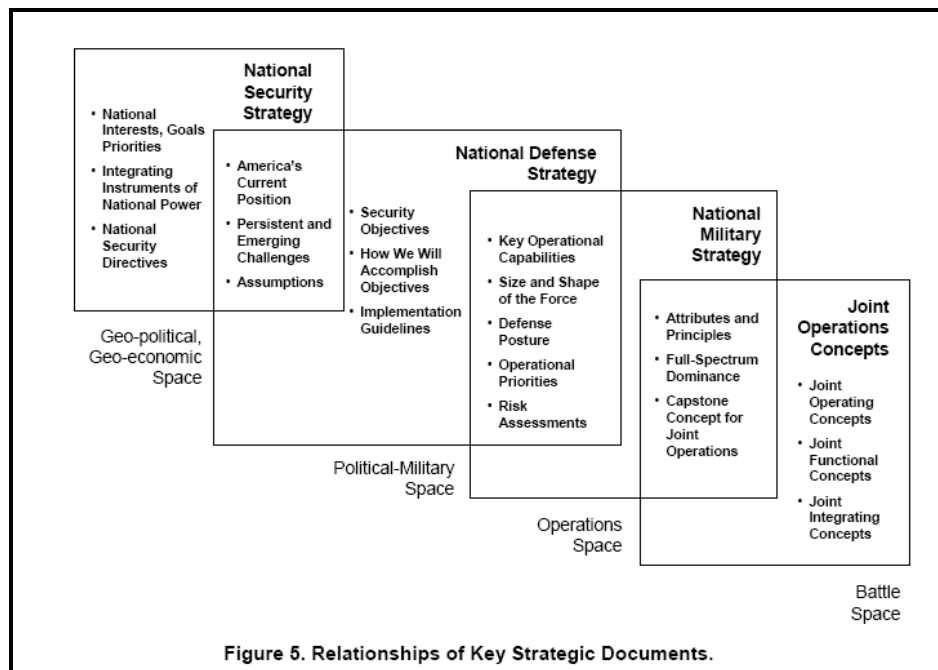 National
Security
Strategy
• National
Interests, Goals
Priorities
• Integrating
Instruments of
National Power
• National
Security
Directives
Geo-political,
Geo-economic
Space
National Defense
Strategy
• America's
Current
Position
• Persistent and
Emerging
Challenges
• Assumptions
• Security
Objectives
• How We Will
Accomplish
Objectives
• Implementation
Guidelines
Political-Military
Space
National
Military
Strategy
• Key Operational
Capabilities
• Size and Shape
of the Force
• Defense
Posture
• Operational
Priorities
• Risk
Assessments
Operations
Space
Joint
Operations
Concepts
• Attributes and
Principles
• Full-Spectrum
Dominance
• Capstone
Concept for
Joint
Operations
• Joint
Operating
Concepts
• Joint
Functional
Concepts
• Joint
Integrating
Concepts
Battle
Space
Figure 5. Relationships of Key Strategic Documents.